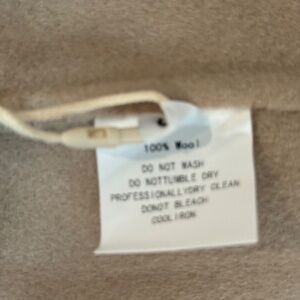 100% Wool
DO NOT WASH
DO NOTTUMBLE DRY
PROFESSIONALLYDRY CLEAN
DONOT BLEACH
COOLIRON